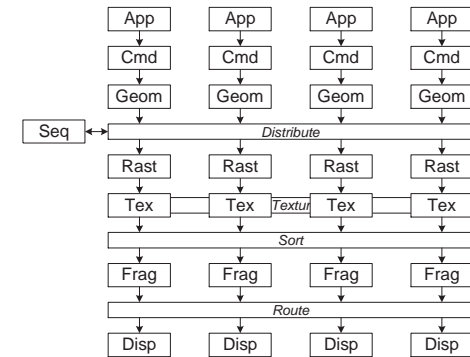 App App App App
Cmd Cmd Cmd Cmd
Geom Geom Geom Geom
Seq Distribute
Rast Rast Rast Rast
Tex Tex Textur Tex Tex
Sort
Frag Frag Frag Frag
Route
Disp Disp Disp Disp